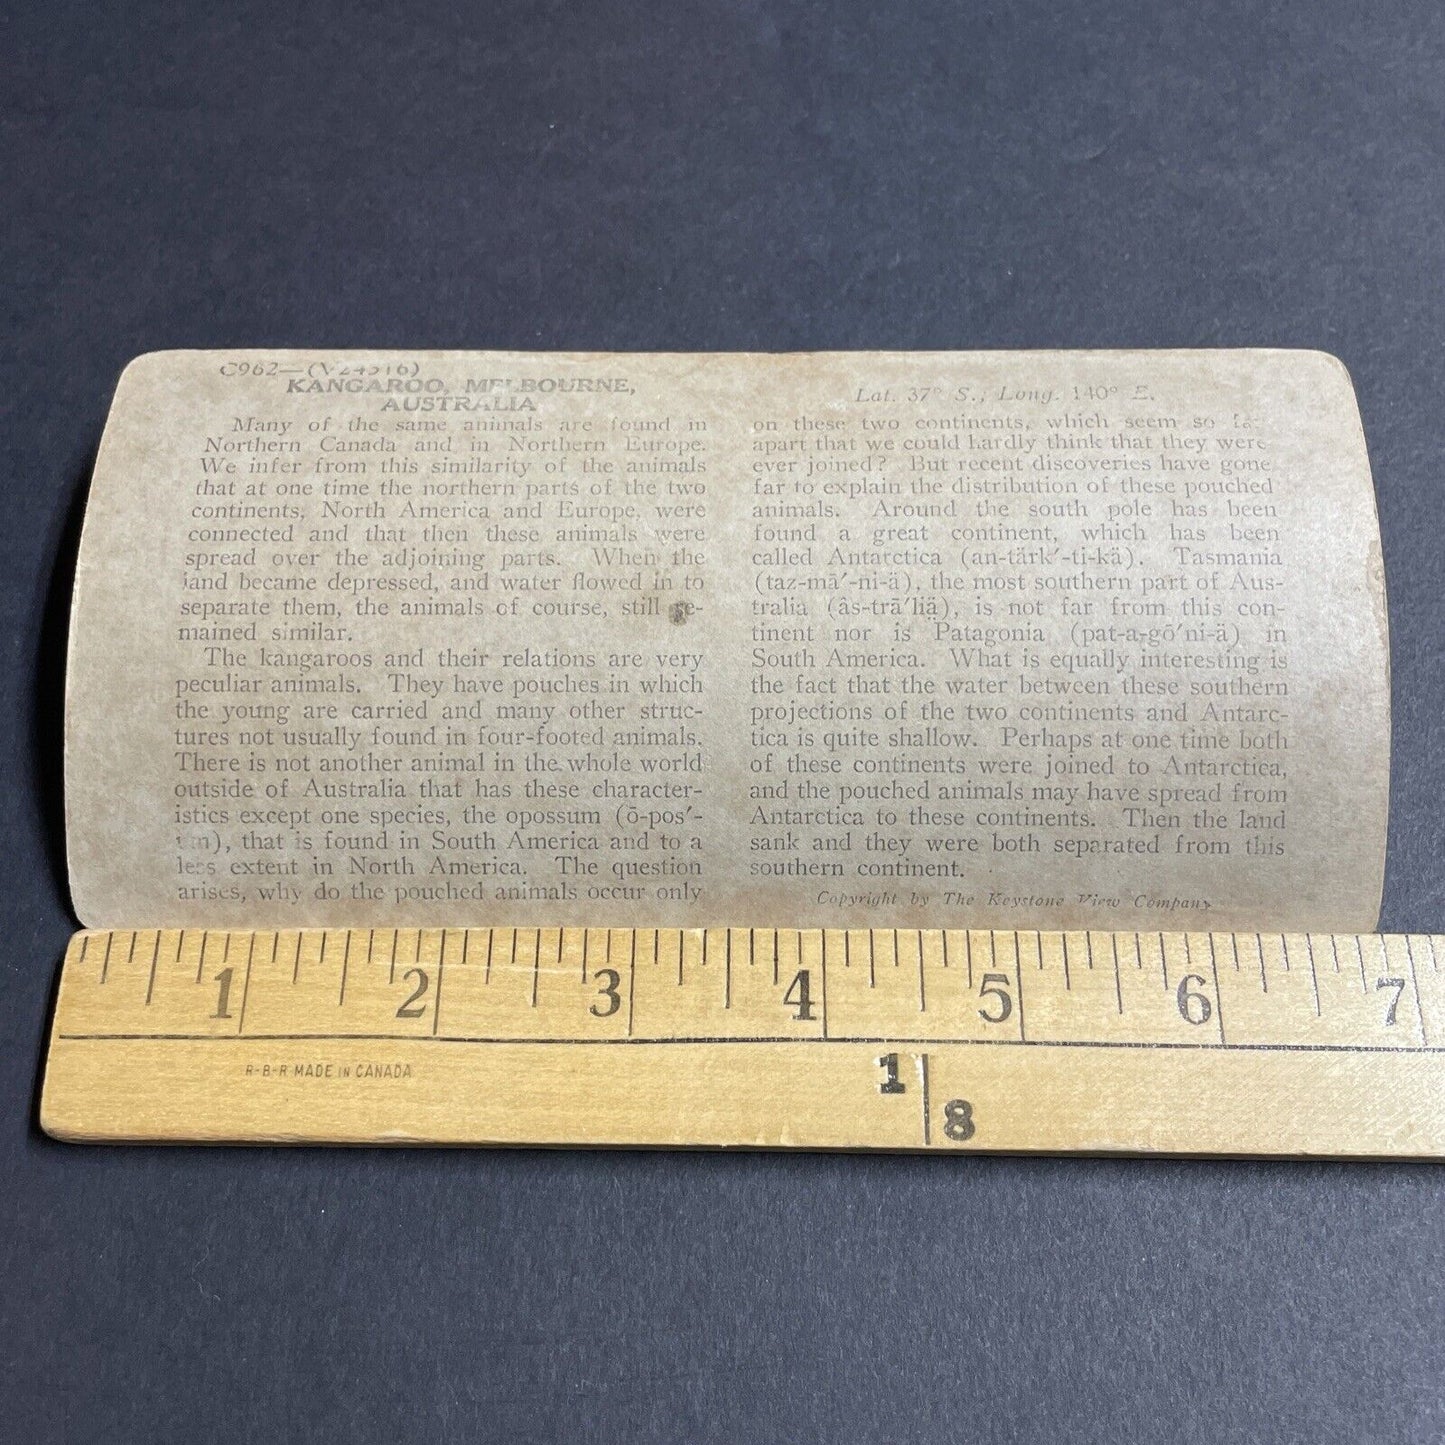 C962—(V24516)
KANGAROO, MELBOURNE,
AUSTRALIA
Many of the same animals are found in
Northern Canada and in Northern Europe.
We infer from this similarity of the animals
that at one time the northern parts of the two
continents, North America and Europe, were
connected and that then these animals were
spread over the adjoining parts. When the
land became depressed, and water flowed in to
separate them, the animals of course, still re-
mained similar.
The kangaroos and their relations are very
peculiar animals. They have pouches in which
the young are carried and many other struc-
tures not usually found in four-footed animals.
There is not another animal in the whole world
outside of Australia that has these character-
istics except one species, the opossum (ō-pos′-
um), that is found in South America and to a
less extent in North America. The question
arises, why do the pouched animals occur only
Lat. 37° S.; Long. 140° E.
on these two continents, which seem so far
apart that we could hardly think that they were
ever joined? But recent discoveries have gone
far to explain the distribution of these pouched
animals. Around the south pole has been
found a great continent, which has been
called Antarctica (an-tärk′-ti-kä). Tasmania
(taz-mā′-ni-ä), the most southern part of Aus-
tralia (âs-trā′liä), is not far from this con-
tinent nor is Patagonia (pat-a-gō′ni-ä) in
South America. What is equally interesting is
the fact that the water between these southern
projections of the two continents and Antarc-
tica is quite shallow. Perhaps at one time both
of these continents were joined to Antarctica,
and the pouched animals may have spread from
Antarctica to these continents. Then the land
sank and they were both separated from this
southern continent.
Copyright by The Keystone View Company
1 2 3 4 5 6 7
R-B-R MADE IN CANADA
1
8